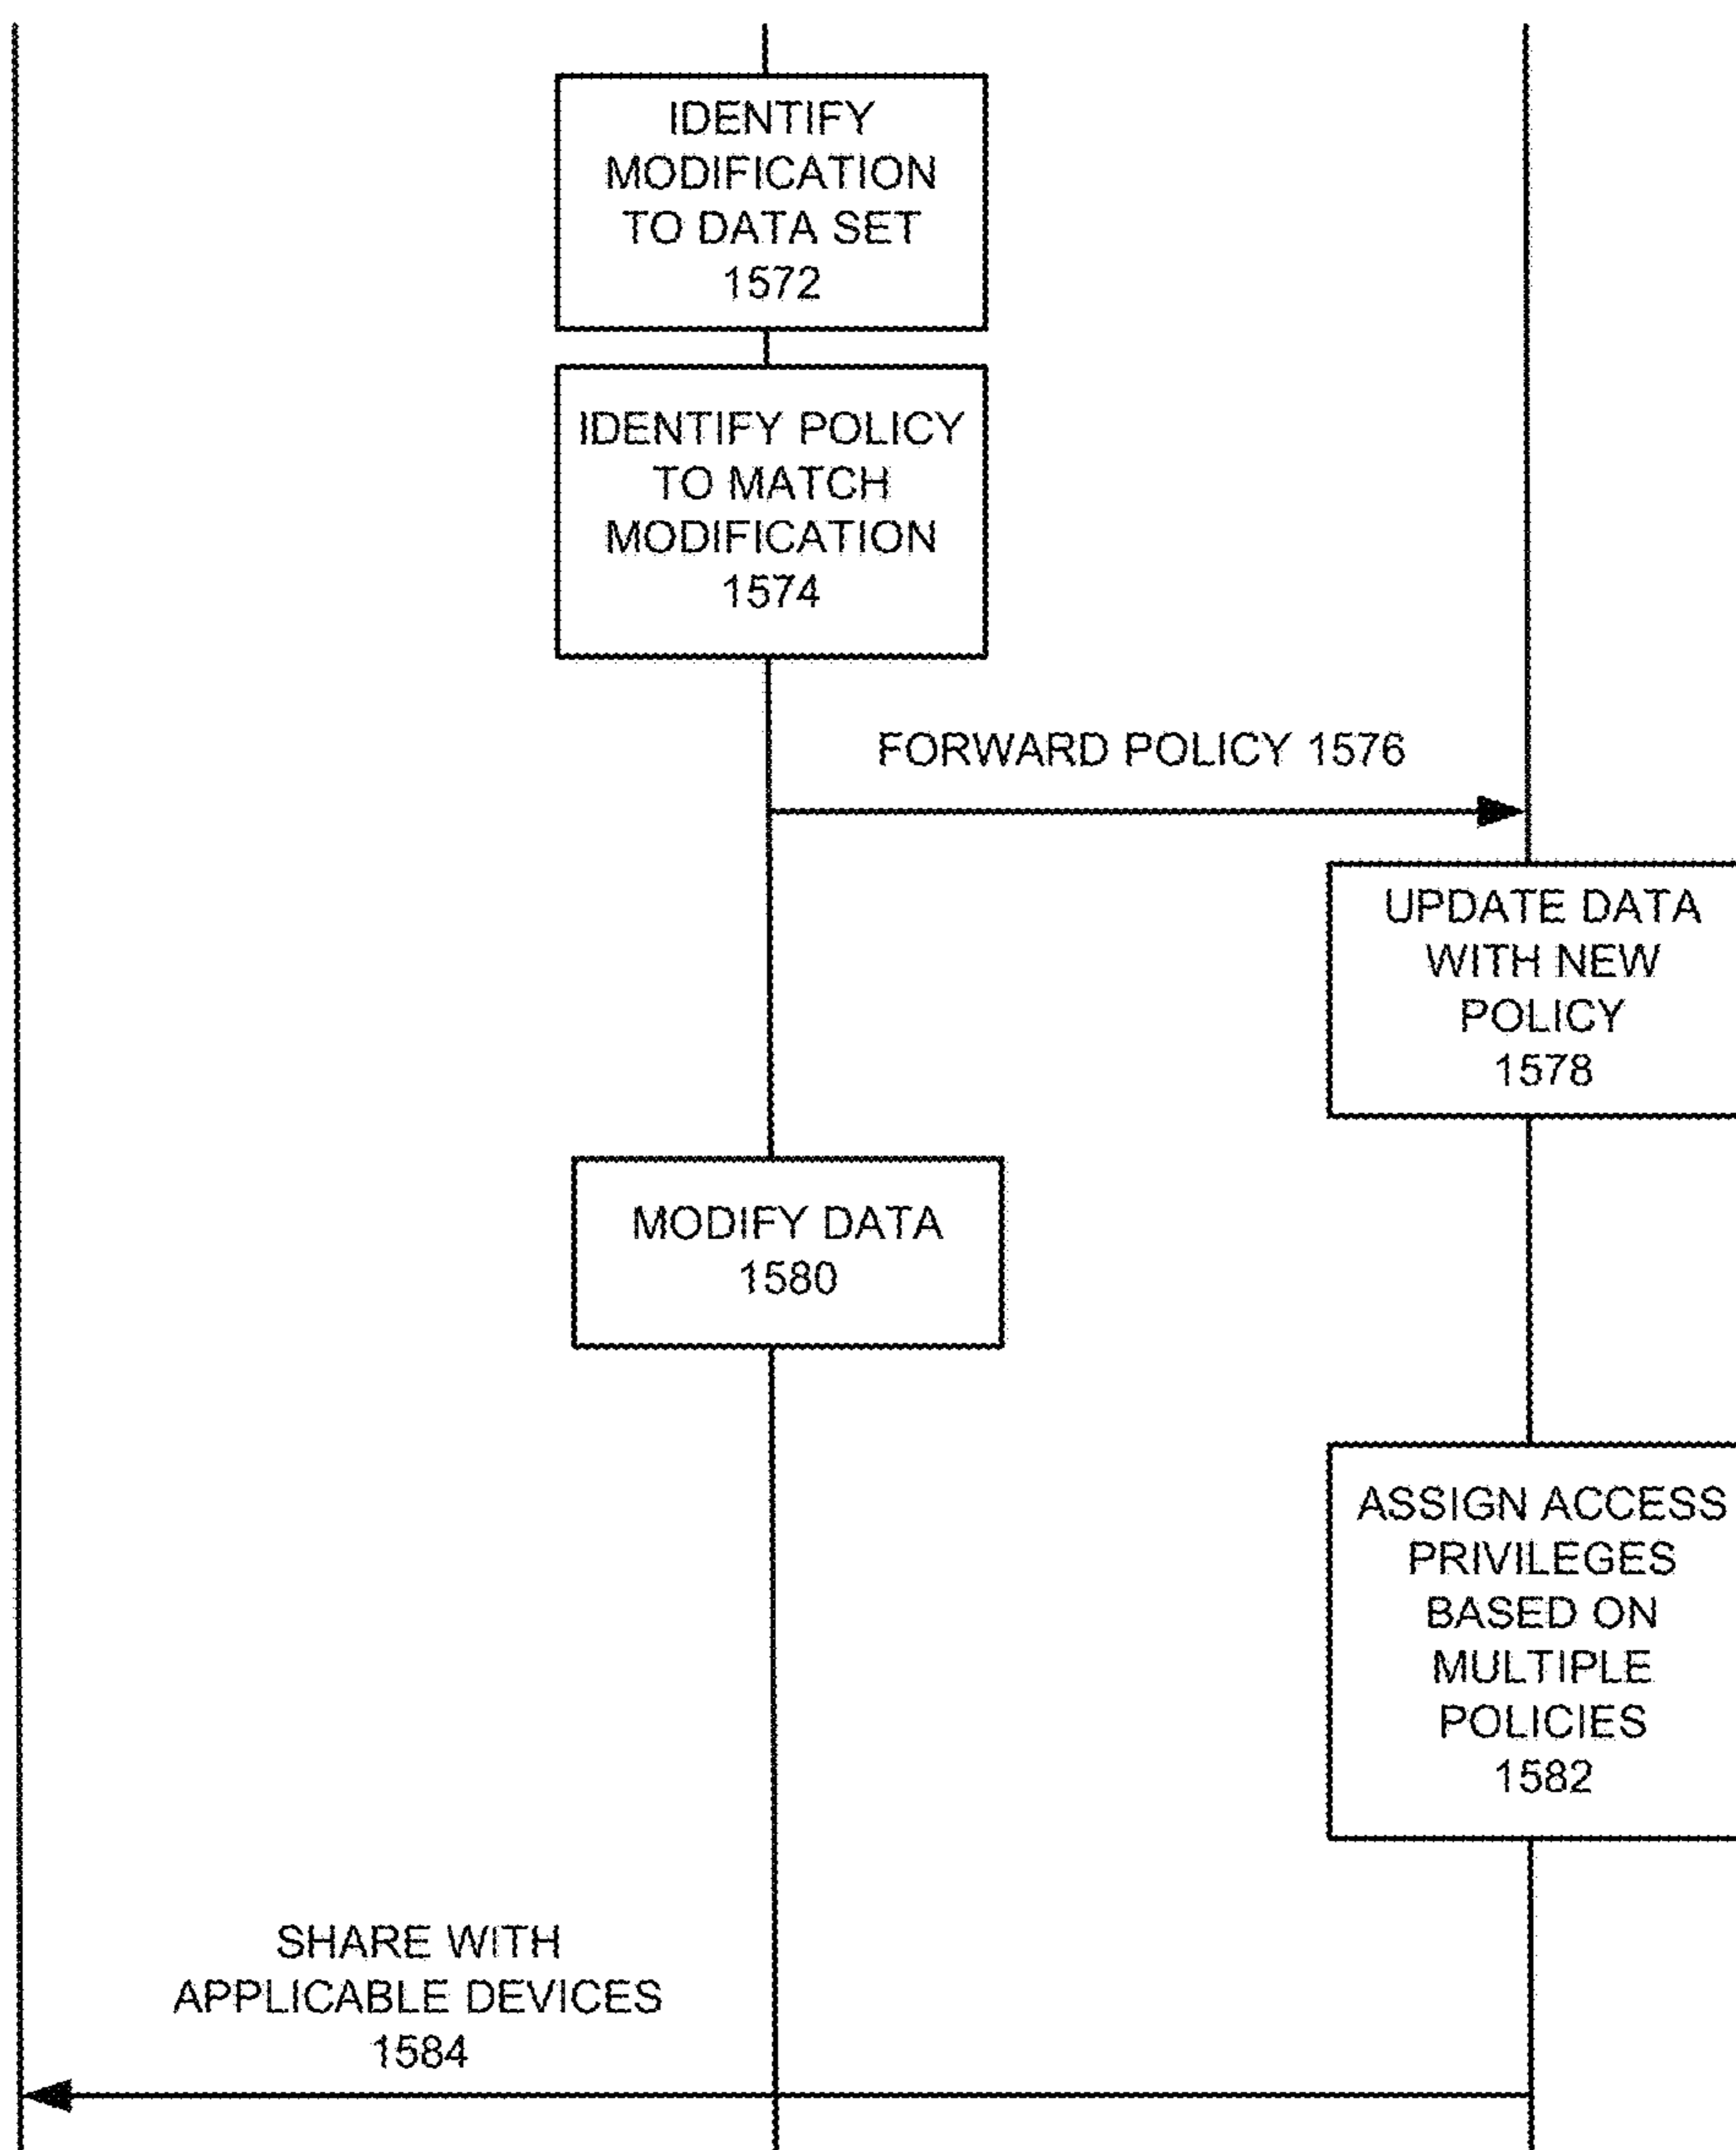 IDENTIFY
MODIFICATION
TO DATA SET
1572
IDENTIFY POLICY
TO MATCH
MODIFICATION
1574
FORWARD POLICY 1576
UPDATE DATA
WITH NEW
POLICY
1578
MODIFY DATA
1580
ASSIGN ACCESS
PRIVILEGES
BASED ON
MULTIPLE
POLICIES
1582
SHARE WITH
APPLICABLE DEVICES
1584